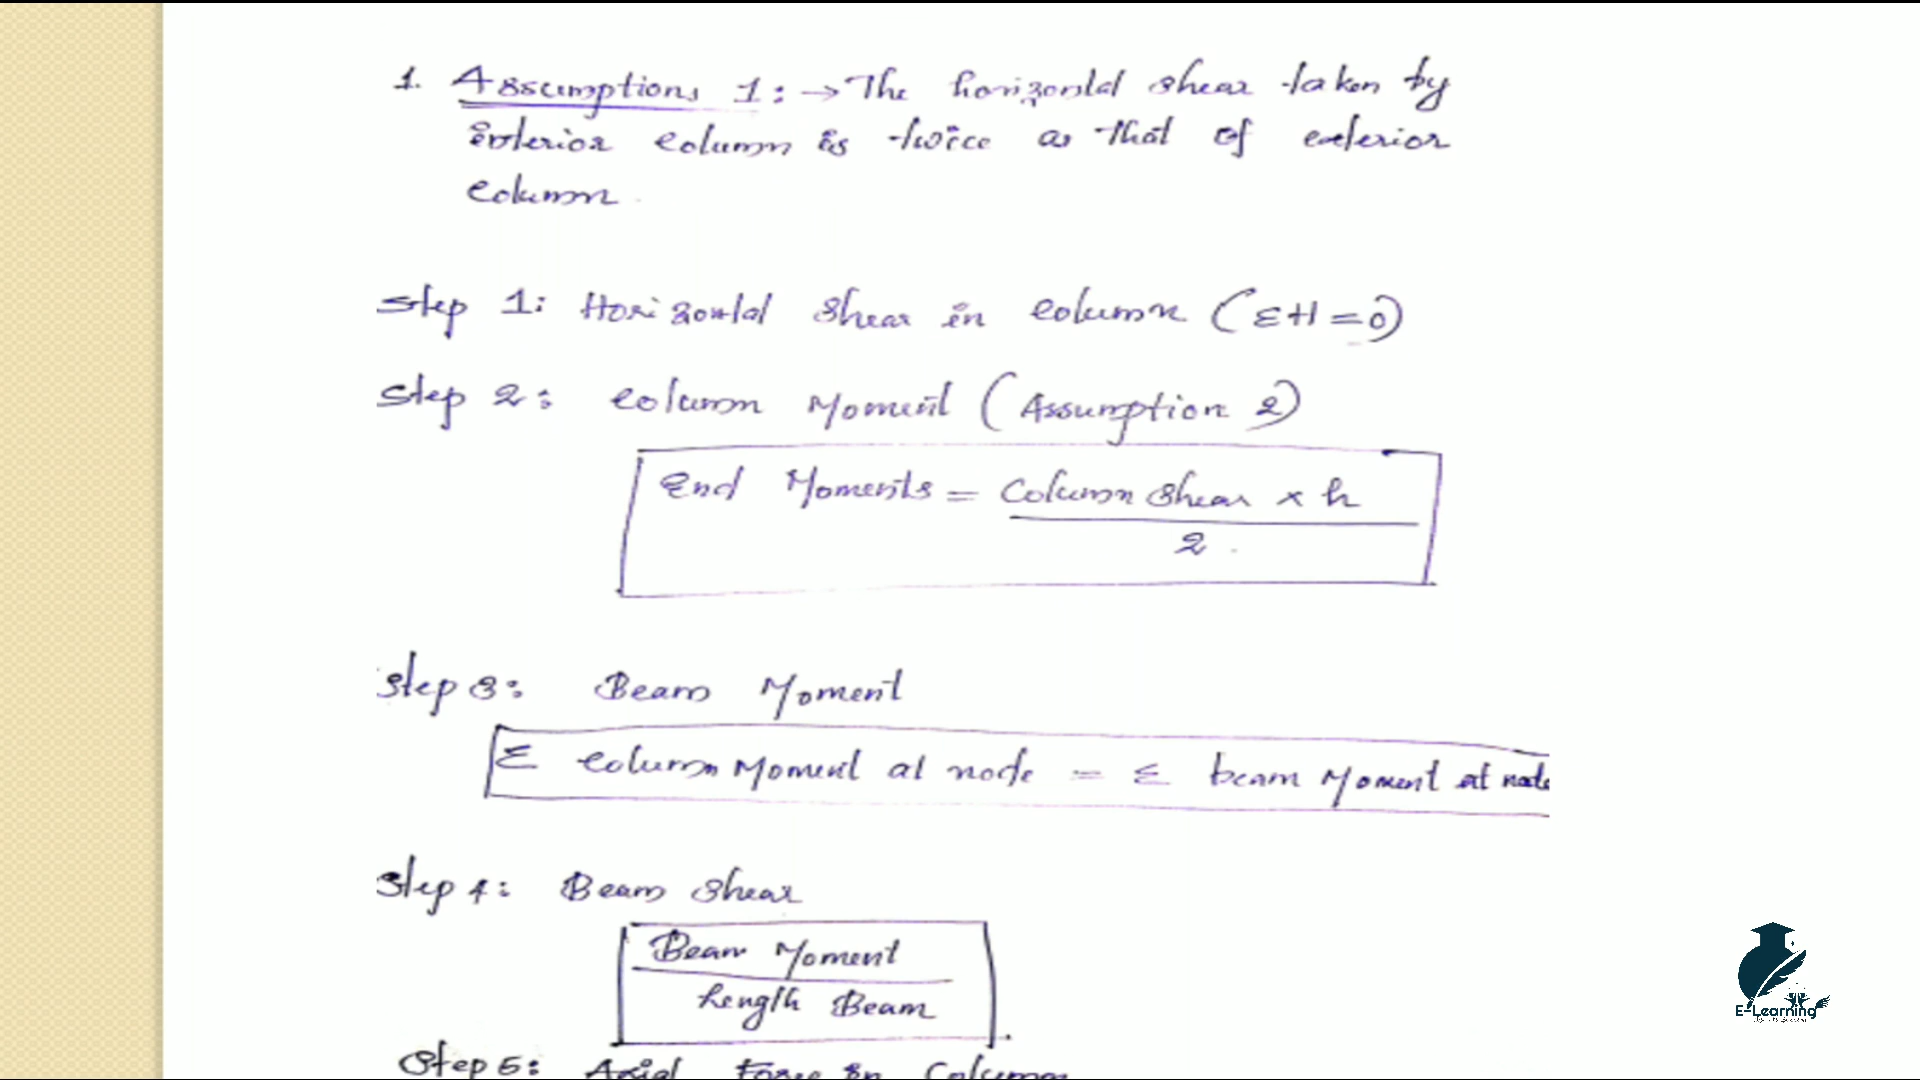 1. Assumptions 1: → The horizontal shear taken by
interior column is twice as that of exterior
column.
Step 1: Horizontal shear in column (ΣH=0)
Step 2: Column Moment (Assumption 2)
End Moments = Column Shear × h
2
Step 3: Beam Moment
Σ Column Moment at node = Σ beam Moment at node
Step 4: Beam Shear
Beam Moment
Length Beam
Step 5: Axial Force in Column
E-Learning